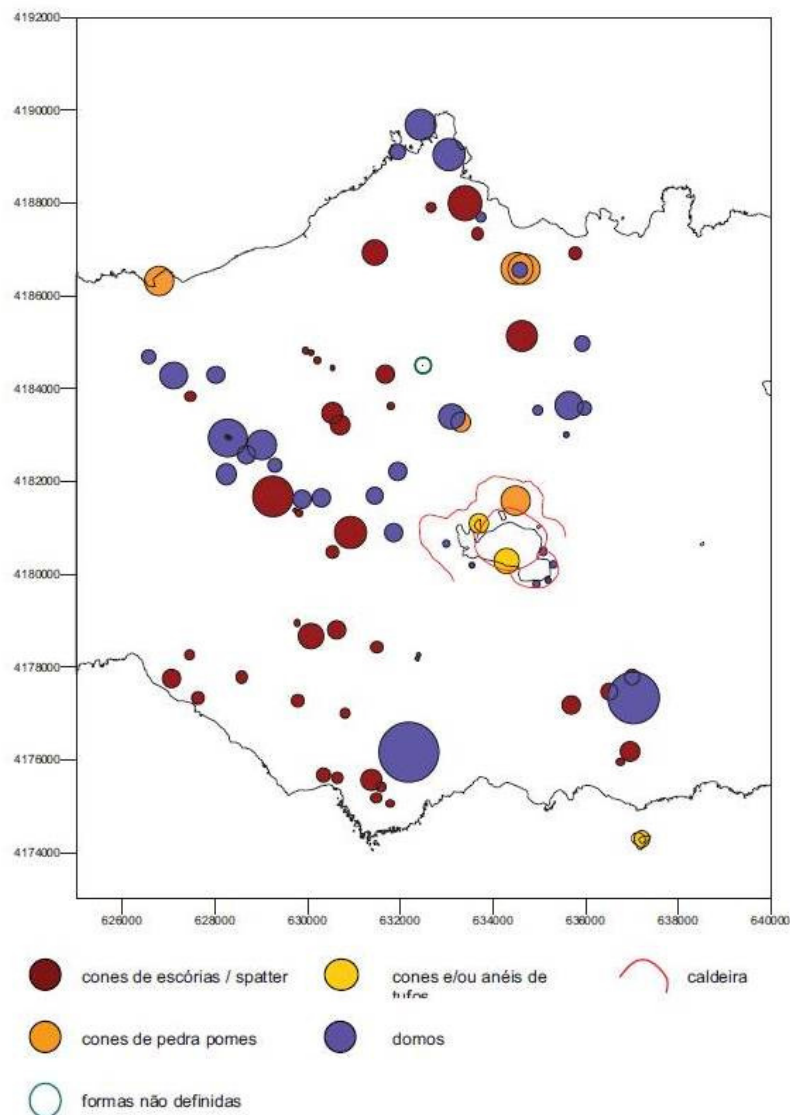 4192000
4190000
4188000
4186000
4184000
4182000
4180000
4178000
4176000
4174000
626000 628000 630000 632000 634000 636000 638000 640000
cones de escórias / spatter
cones e/ou anéis de
tufos
caldeira
cones de pedra pomes
domos
formas não definidas